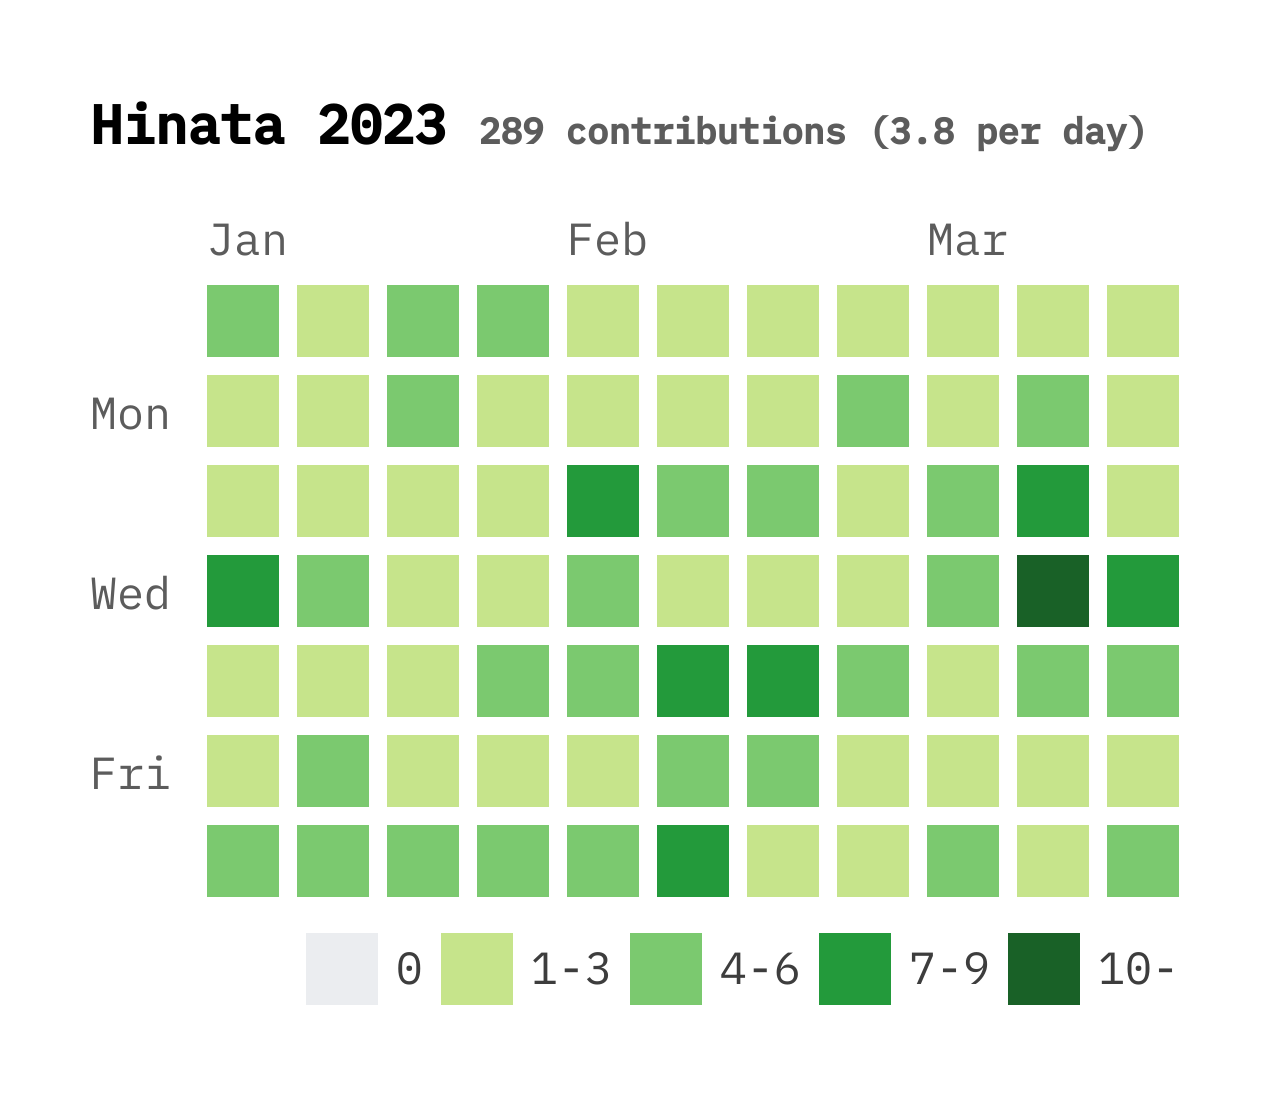 Hinata 2023 289 contributions (3.8 per day)
Jan Feb Mar
Mon
Wed
Fri
0 1-3 4-6 7-9 10-